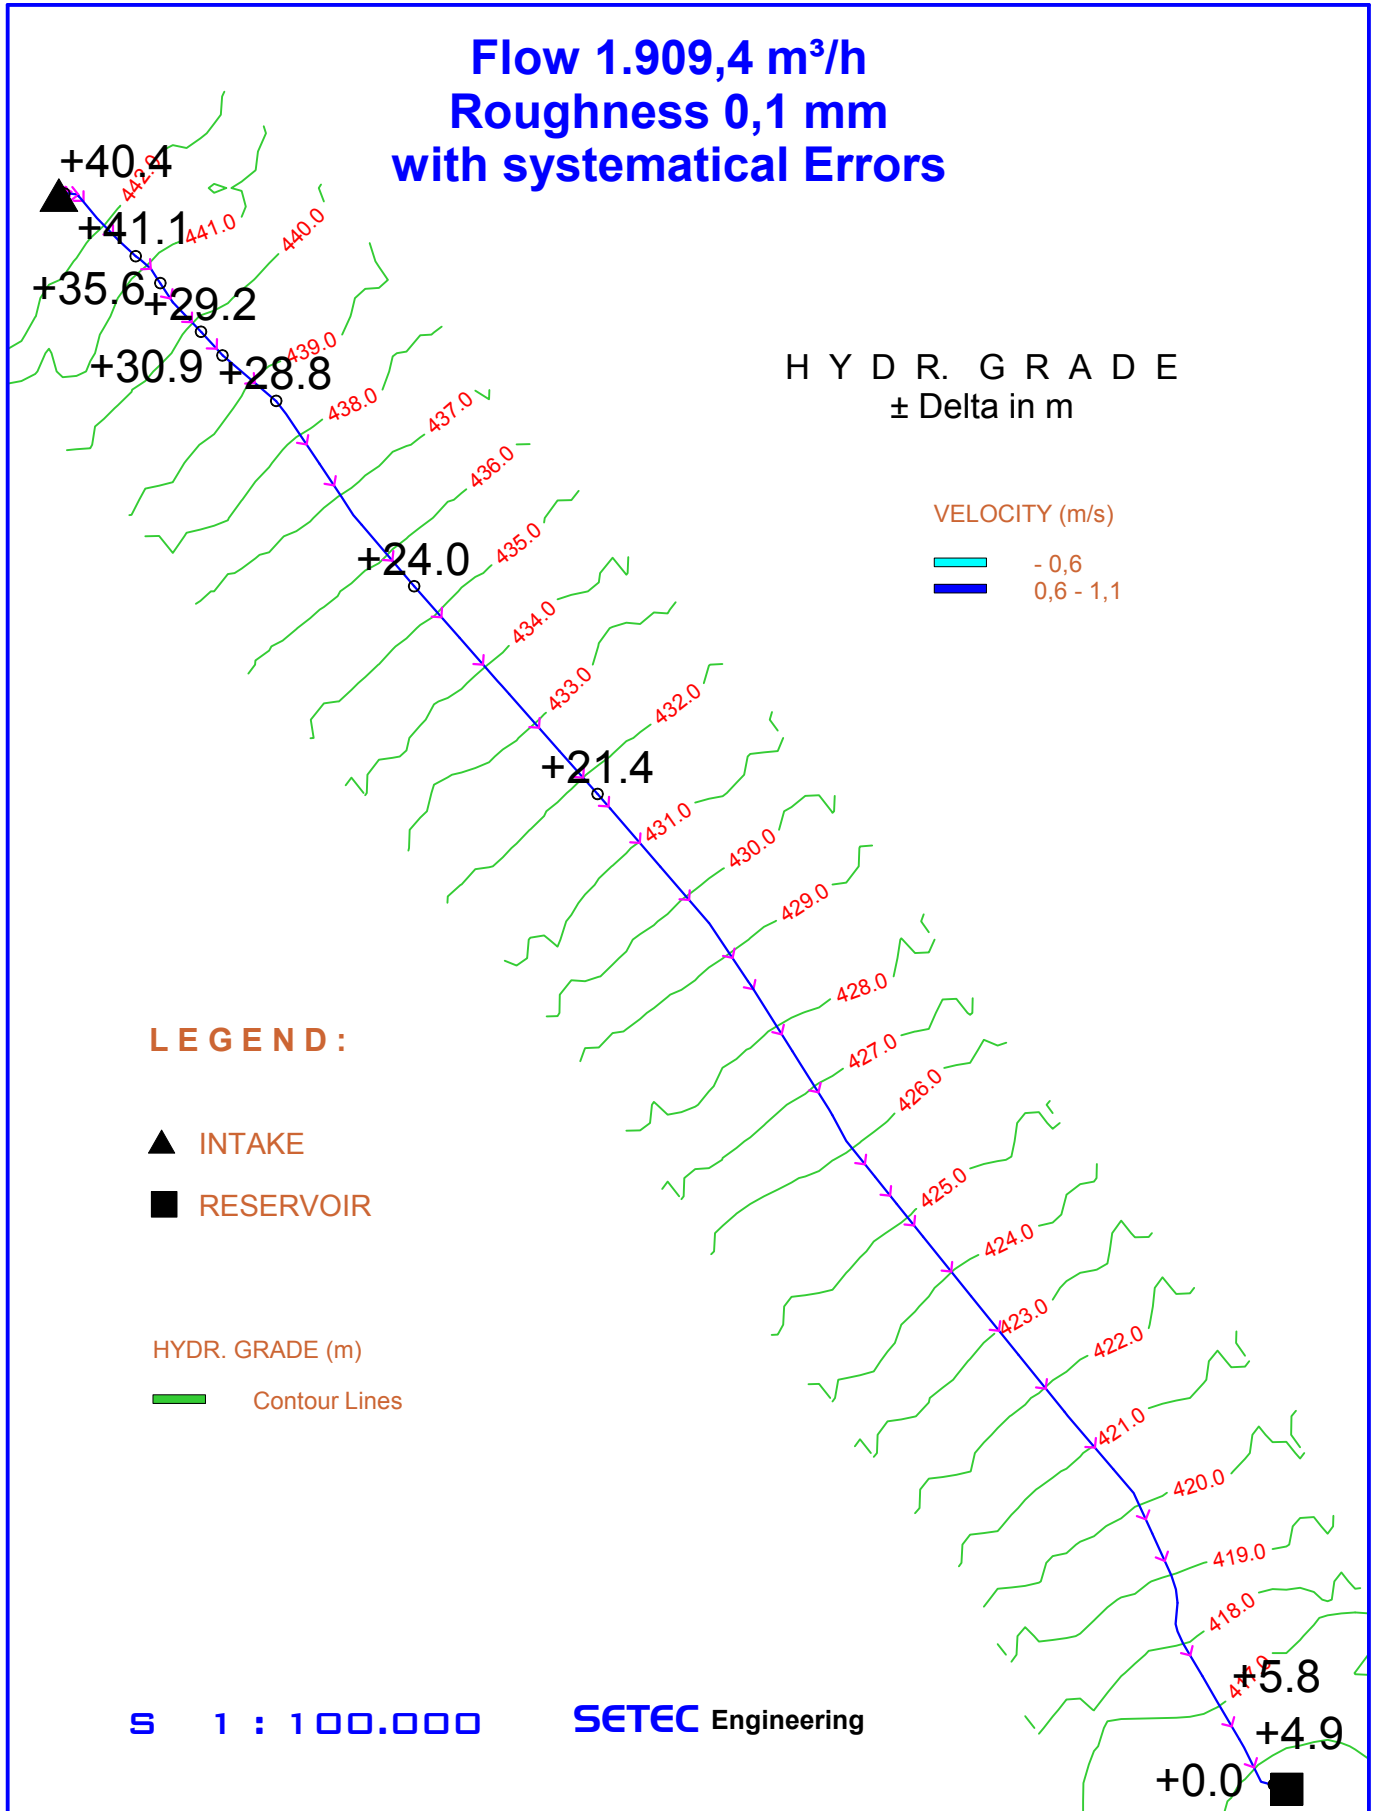 Flow 1.909,4 m³/h
Roughness 0,1 mm
with systematical Errors
+40.4
442.0
+41.1
441.0
440.0
+35.6
+29.2
+30.9
+28.8
439.0
H Y D R. G R A D E
± Delta in m
438.0
437.0
436.0
VELOCITY (m/s)
- 0,6
0,6 - 1,1
435.0
+24.0
434.0
433.0
432.0
+21.4
431.0
430.0
429.0
428.0
427.0
426.0
LEGEND:
INTAKE
RESERVOIR
425.0
424.0
423.0
422.0
HYDR. GRADE (m)
Contour Lines
421.0
420.0
419.0
418.0
417.0
+5.8
+4.9
+0.0
S 1 : 100.000
SETEC Engineering